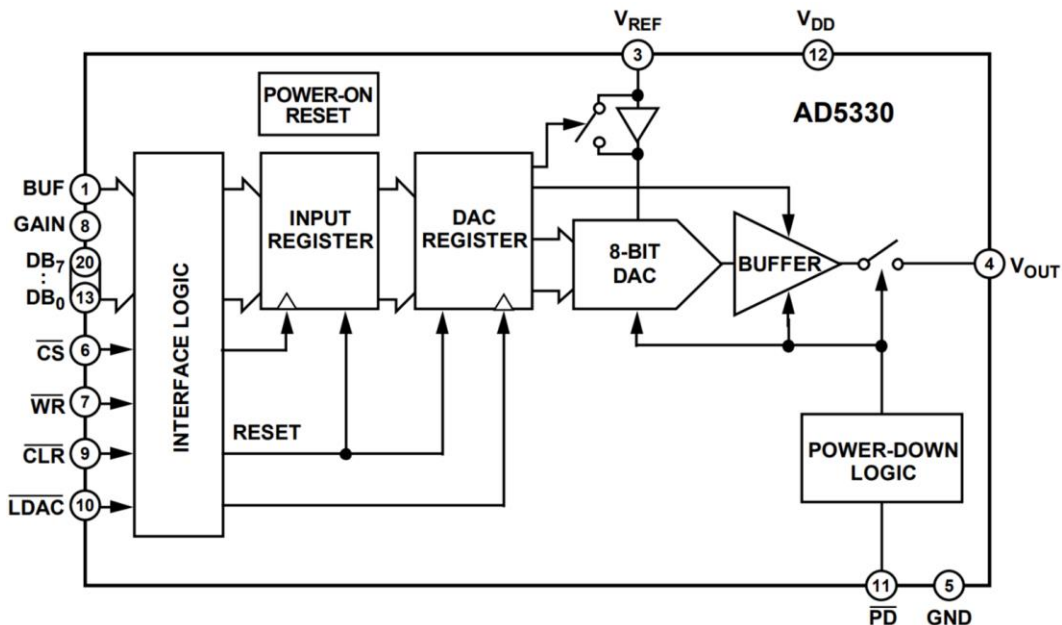 VREF
VDD
3
12
POWER-ON
RESET
AD5330
BUF 1
GAIN 8
DB7 20
⋮
DB0 13
CS 6
WR 7
CLR 9
LDAC 10
INTERFACE LOGIC
INPUT
REGISTER
DAC
REGISTER
8-BIT
DAC
BUFFER
4 VOUT
RESET
POWER-DOWN
LOGIC
11
5
PD
GND